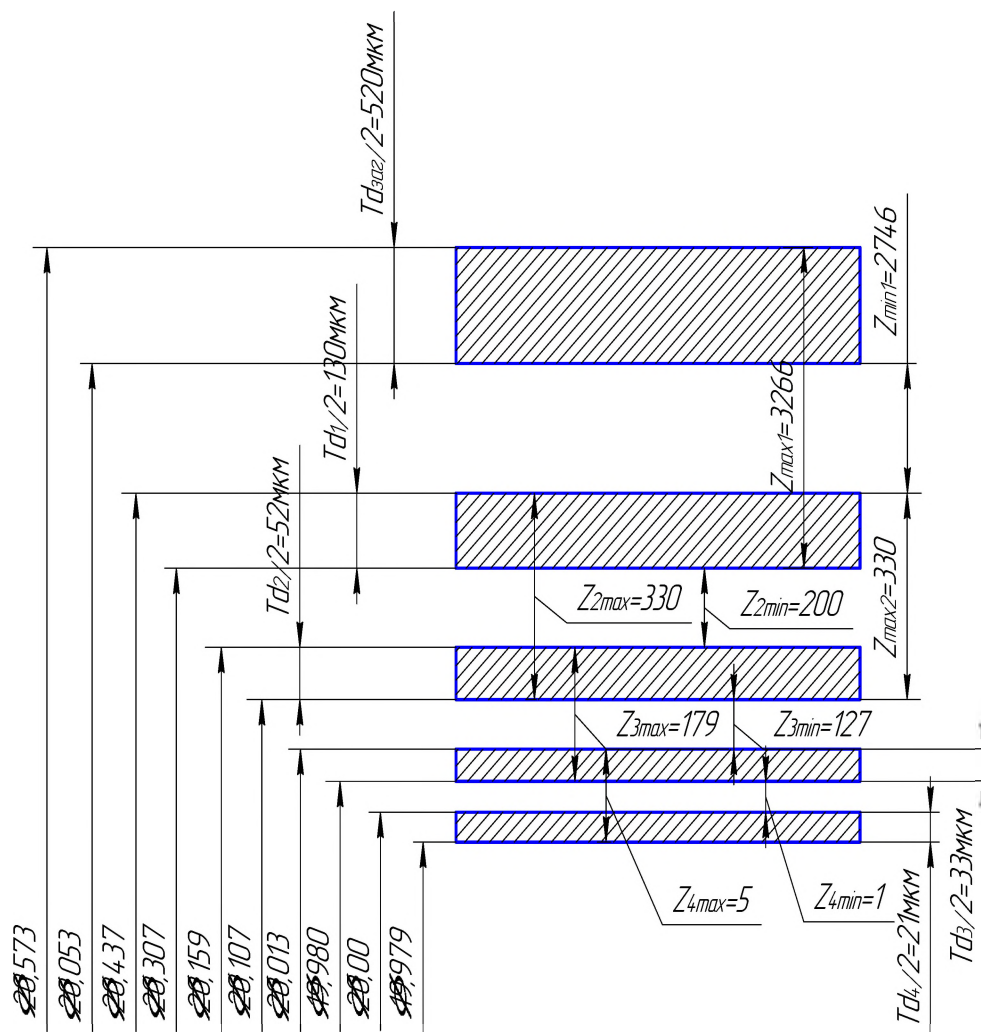 Tdзаг/2=520мкм
Zmin1=2746
Td1/2=130мкм
Zmax1=3266
Td2/2=52мкм
Z2max=330
Z2min=200
Zmax2=330
Z3max=179
Z3min=127
Z4max=5
Z4min=1
Td4/2=21мкм
Td3/2=33мкм
,573
,053
,437
,307
,159
,107
,013
,980
,00
,979